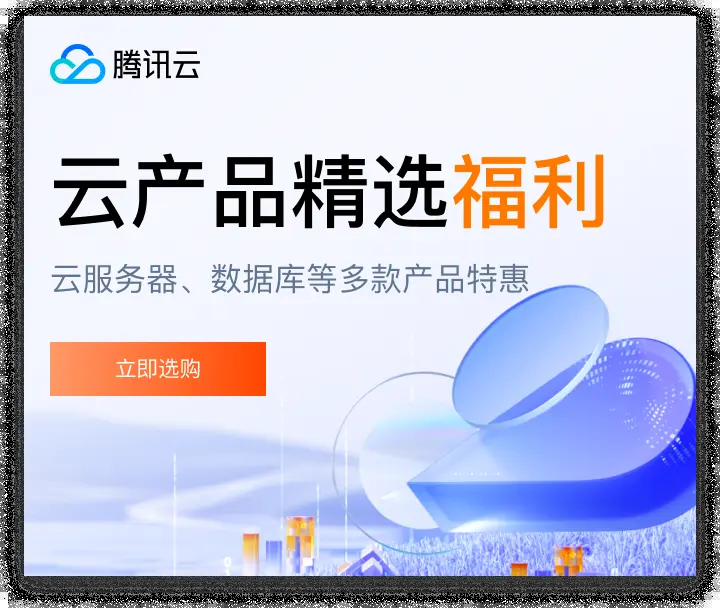 腾讯云
云产品精选福利
云服务器、数据库等多款产品特惠
立即选购